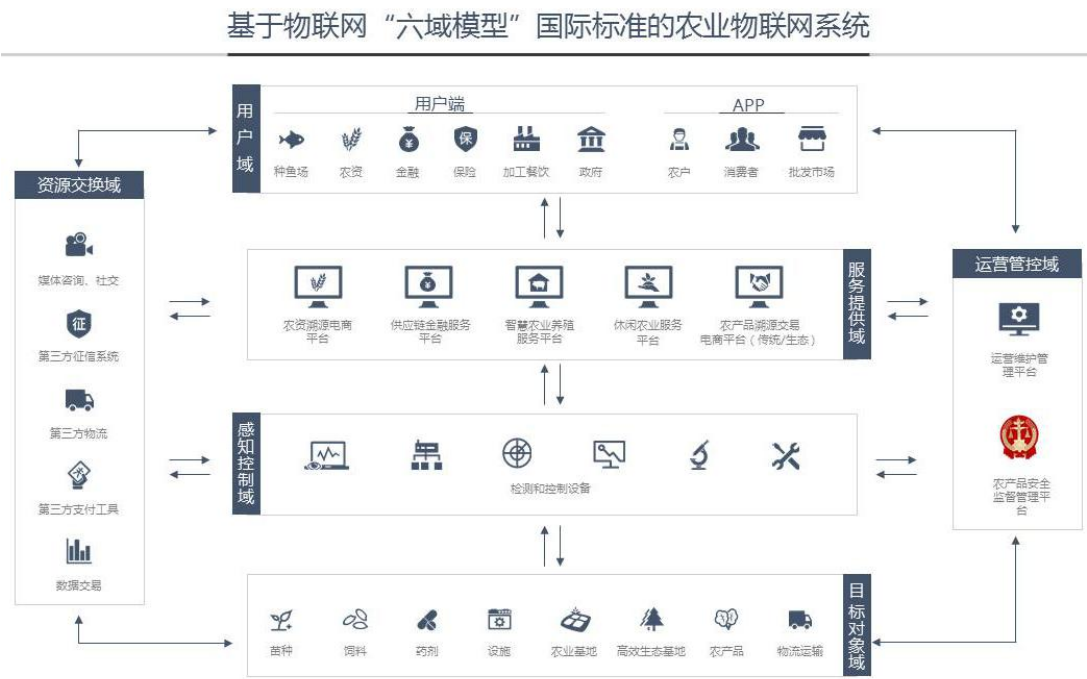 基于物联网“六域模型”国际标准的农业物联网系统
用户域
用户端
APP
种鱼场
农资
金融
保
保险
加工餐饮
政府
农户
消费者
批发市场
资源交换域
媒体咨询、社交
征
第三方征信系统
第三方物流
第三方支付工具
数据交易
服务提供域
农资溯源电商
平台
供应链金融服务
平台
智慧农业养殖
服务平台
休闲农业服务
平台
农产品溯源交易
电商平台（传统/生态）
运营管控域
运营维护管
理平台
农产品安全
监督管理平
台
感知控制域
检测和控制设备
目标对象域
苗种
饲料
药剂
设施
农业基地
高效生态基地
农产品
物流运输